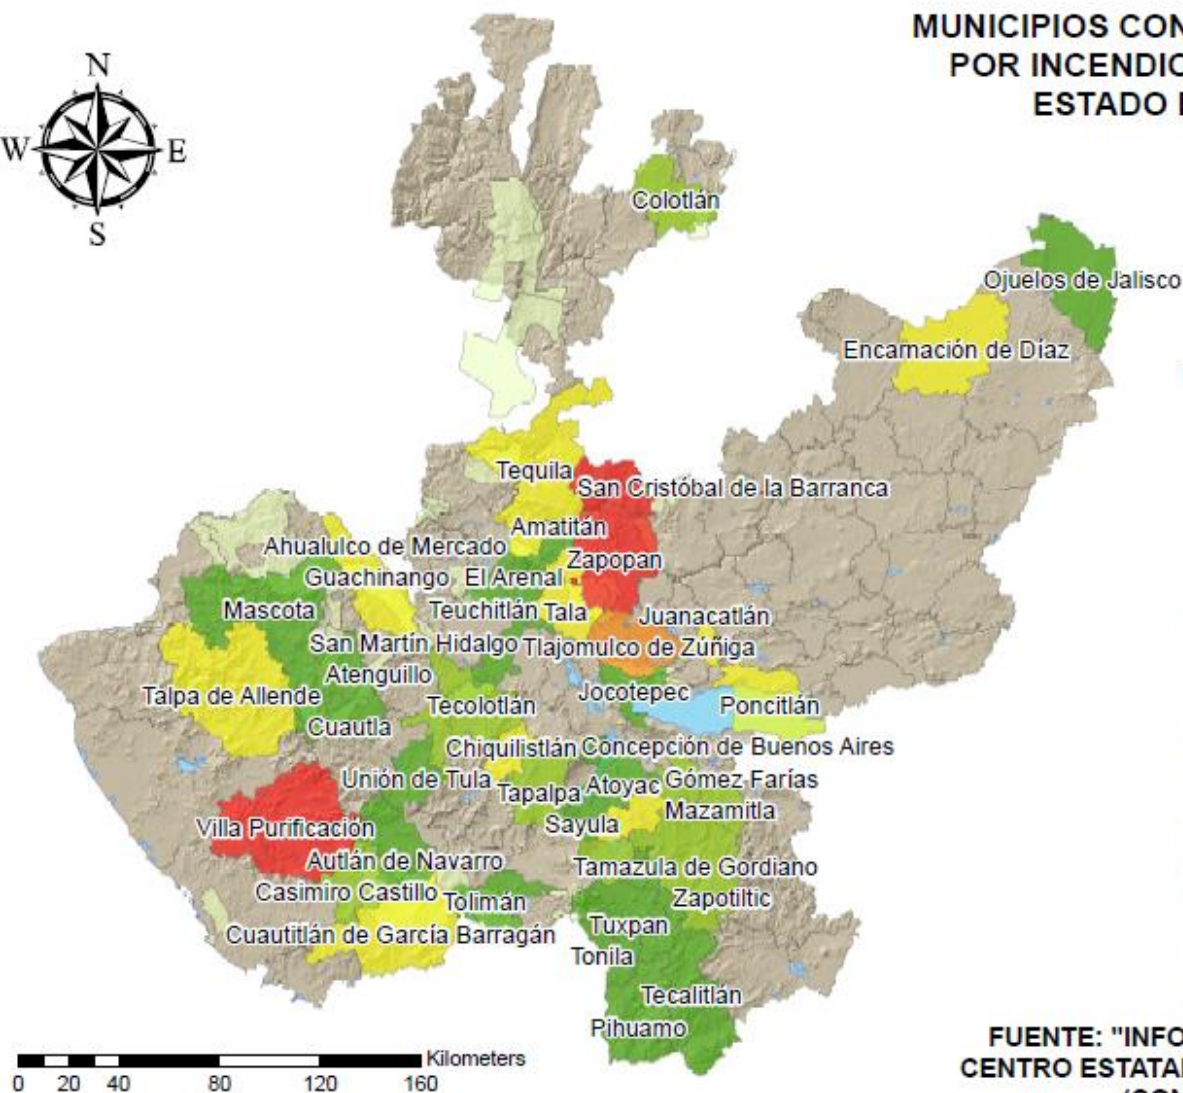 MUNICIPIOS CON
POR INCENDIO
ESTADO
N
W E
S
Colotlán
Ojuelos de Jalisco
Encarnación de Díaz
Tequila
San Cristóbal de la Barranca
Amatitán
Ahualulco de Mercado
Zapopan
Guachinango
El Arenal
Mascota
Teuchitlán
Tala
Juanacatlán
San Martín Hidalgo
Tlajomulco de Zúñiga
Atenguillo
Talpa de Allende
Jocotepec
Tecolotlán
Poncitlán
Cuautla
Chiquilistlán
Concepción de Buenos Aires
Unión de Tula
Tapalpa
Atoyac
Gómez Farías
Mazamitla
Sayula
Villa Purificación
Autlán de Navarro
Tamazula de Gordiano
Casimiro Castillo
Tolimán
Zapotiltic
Cuautitlán de García Barragán
Tuxpan
Tonila
Tecalitlán
Pihuamo
Kilometers
0 20 40 80 120 160
FUENTE: "INFO
CENTRO ESTATAL